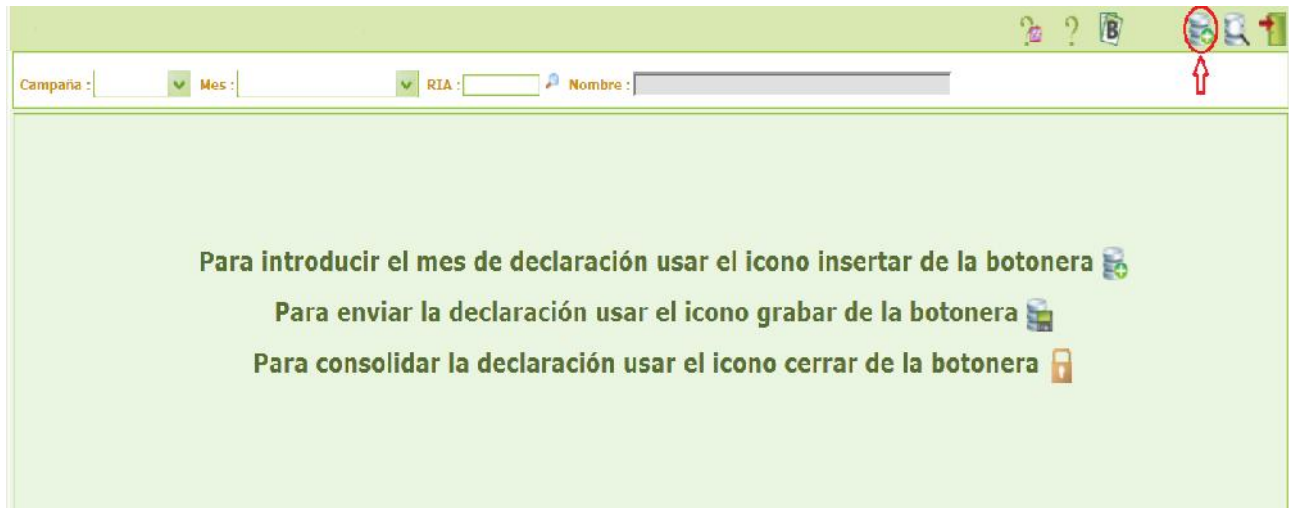 ? ? B
Campaña : Mes : RIA : Nombre :
Para introducir el mes de declaración usar el icono insertar de la botonera
Para enviar la declaración usar el icono grabar de la botonera
Para consolidar la declaración usar el icono cerrar de la botonera